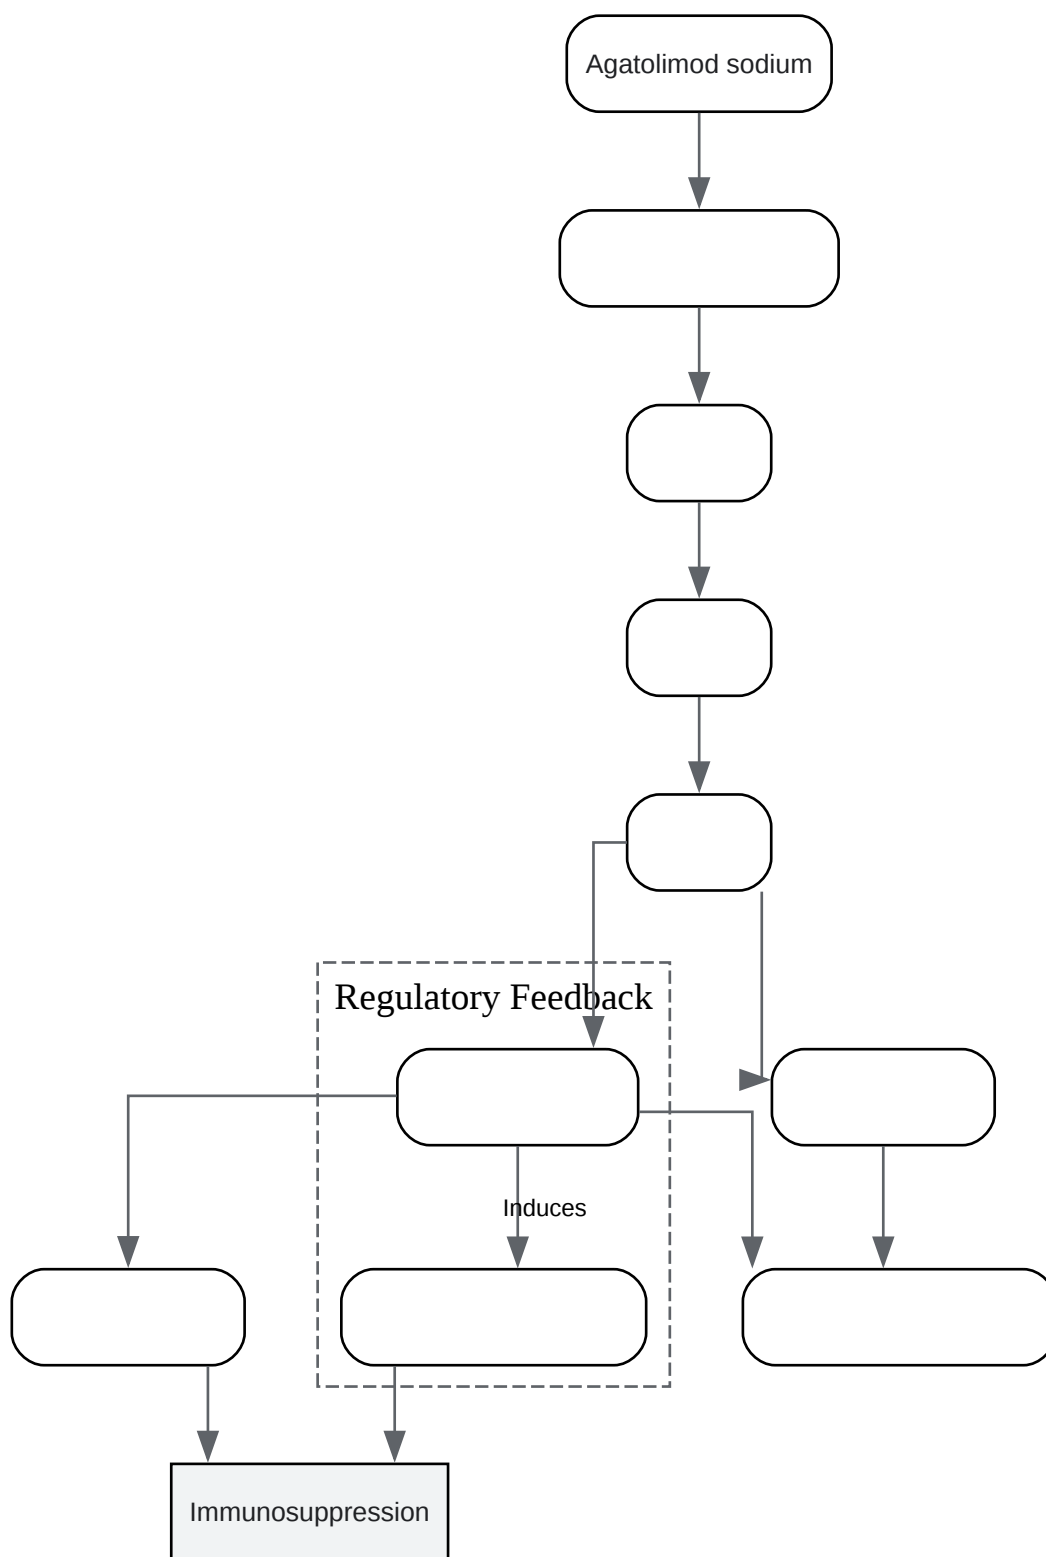 Agatolimod sodium
Regulatory Feedback
Induces
Immunosuppression